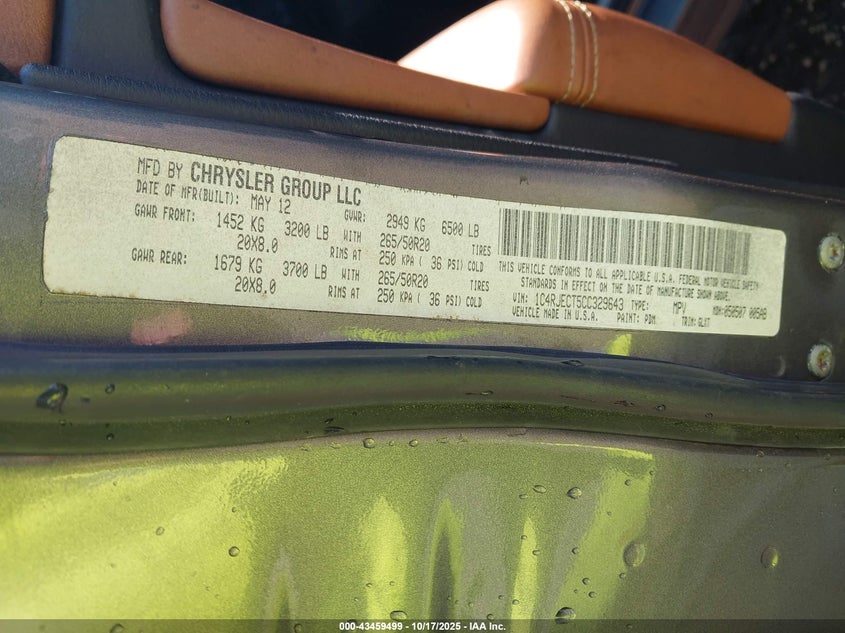 MFD BY CHRYSLER GROUP LLC
DATE OF MFR(BUILT): MAY 12 GVWR: 2949 KG 6500 LB
GAWR FRONT: 1452 KG 3200 LB WITH 265/50R20 TIRES
20X8.0 RIMS AT 250 KPA ( 36 PSI) COLD
GAWR REAR: 1679 KG 3700 LB WITH 265/50R20 TIRES
20X8.0 RIMS AT 250 KPA ( 36 PSI) COLD
THIS VEHICLE CONFORMS TO ALL APPLICABLE U.S.A. FEDERAL MOTOR VEHICLE SAFETY
STANDARDS IN EFFECT ON THE DATE OF MANUFACTURE SHOWN ABOVE.
VIN: 1C4RJECT5CC329643 TYPE: MPV MDH: 050507 005AB
VEHICLE MADE IN U.S.A. PAINT: PDM TRIM: GLXT
000-43459499 - 10/17/2025 - IAA Inc.